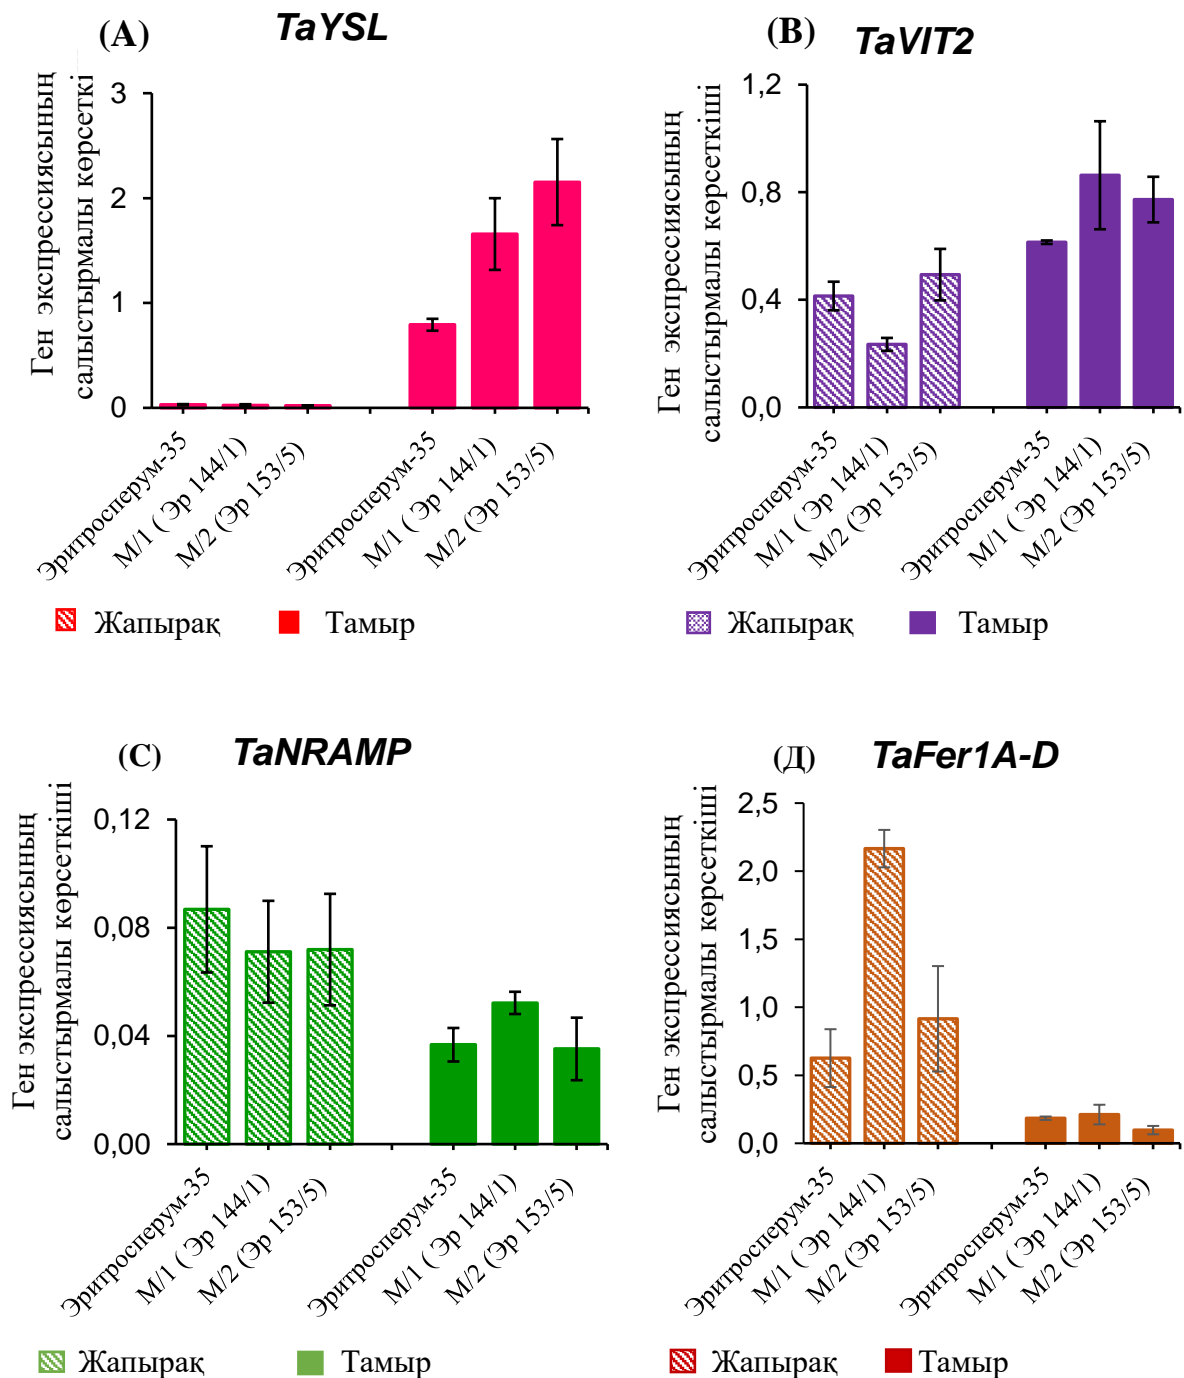 (A) TaYSL
Ген экспрессиясының
салыстырмалы көрсеткі
3
2
1
0
Эритросперум-35
М/1 ( Эр 144/1)
М/2 (Эр 153/5)
Эритросперум-35
М/1 ( Эр 144/1)
М/2 (Эр 153/5)
Жапырақ Тамыр
(B) TaVIT2
Ген экспрессиясының
салыстырмалы көрсеткіші
1,2
0,8
0,4
0,0
Эритросперум-35
М/1 ( Эр 144/1)
М/2 (Эр 153/5)
Эритросперум-35
М/1 ( Эр 144/1)
М/2 (Эр 153/5)
Жапырақ Тамыр
(C) TaNRAMP
Ген экспрессиясының
салыстырмалы көрсеткіші
0,12
0,08
0,04
0,00
Эритросперум-35
М/1 ( Эр 144/1)
М/2 (Эр 153/5)
Эритросперум-35
М/1 ( Эр 144/1)
М/2 (Эр 153/5)
Жапырақ Тамыр
(Д) TaFer1A-D
Ген экспрессиясының
салыстырмалы көрсеткіші
2,5
2,0
1,5
1,0
0,5
0,0
Эритросперум-35
М/1 ( Эр 144/1)
М/2 (Эр 153/5)
Эритросперум-35
М/1 ( Эр 144/1)
М/2 (Эр 153/5)
Жапырақ Тамыр